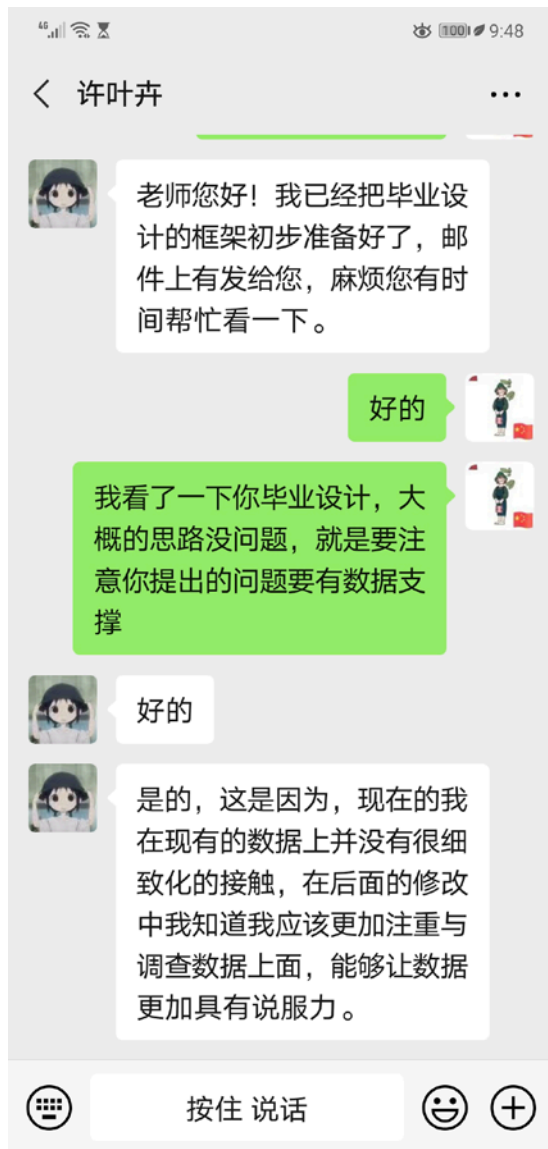 4G 100 9:48
许叶卉
老师您好！我已经把毕业设
计的框架初步准备好了，邮
件上有发给您，麻烦您有时
间帮忙看一下。
好的
我看了一下你毕业设计，大
概的思路没问题，就是要注
意你提出的问题要有数据支
撑
好的
是的，这是因为，现在的我
在现有的数据上并没有很细
致化的接触，在后面的修改
中我知道我应该更加注重与
调查数据上面，能够让数据
更加具有说服力。
按住 说话